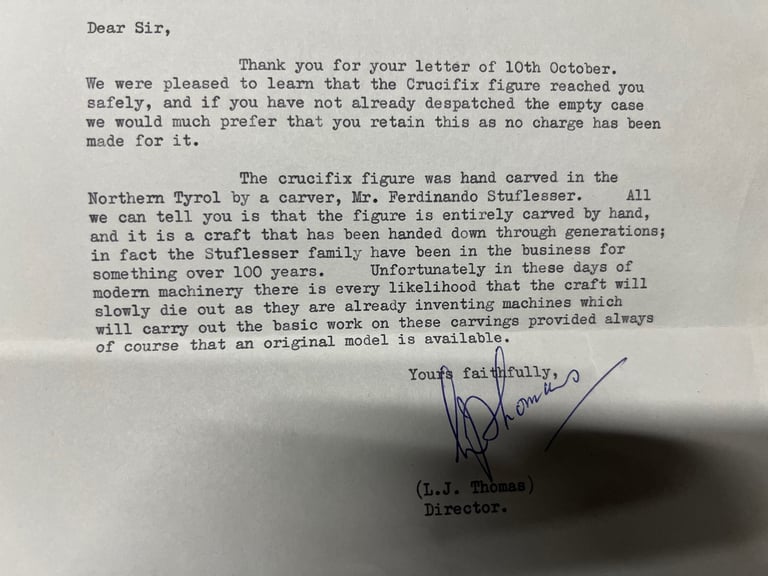 Dear Sir,
Thank you for your letter of 10th October.
We were pleased to learn that the Crucifix figure reached you
safely, and if you have not already despatched the empty case
we would much prefer that you retain this as no charge has been
made for it.
The crucifix figure was hand carved in the
Northern Tyrol by a carver, Mr. Ferdinando Stuflesser. All
we can tell you is that the figure is entirely carved by hand,
and it is a craft that has been handed down through generations;
in fact the Stuflesser family have been in the business for
something over 100 years. Unfortunately in these days of
modern machinery there is every likelihood that the craft will
slowly die out as they are already inventing machines which
will carry out the basic work on these carvings provided always
of course that an original model is available.
Yours faithfully,
LJThomas
(L.J. Thomas)
Director.